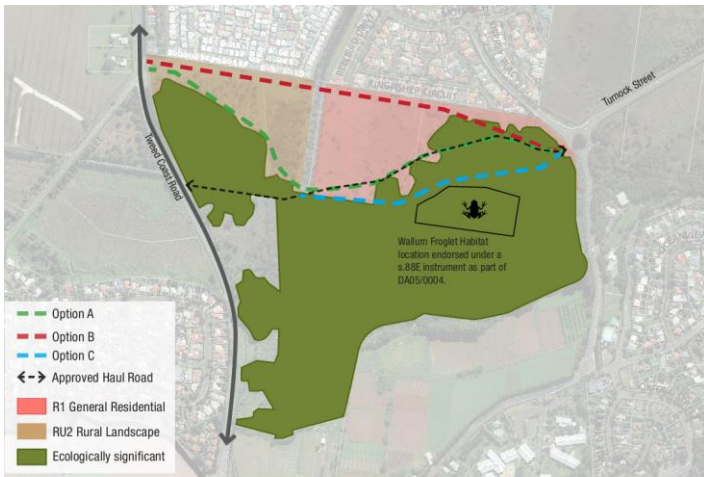 KINGFISHER CIRCUIT
Turnock Street
Tweed Coast Road
Wallum Froglet Habitat
location endorsed under a
s.88E instrument as part of
DA05/0004.
Option A
Option B
Option C
Approved Haul Road
R1 General Residential
RU2 Rural Landscape
Ecologically significant